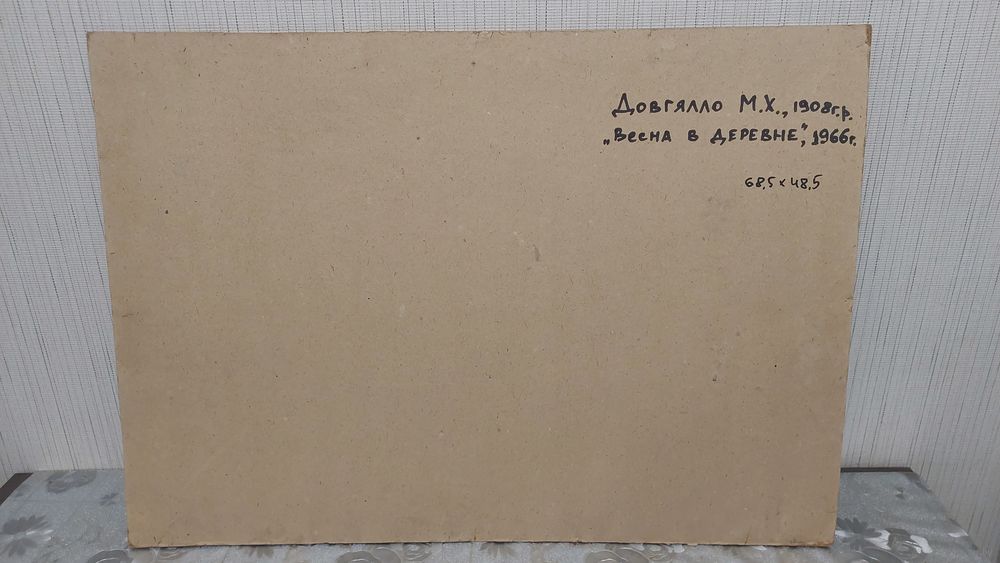 Довгялло М.Х., 1908г.р.
„Весна в деревне", 1966г.
68,5 x 48,5